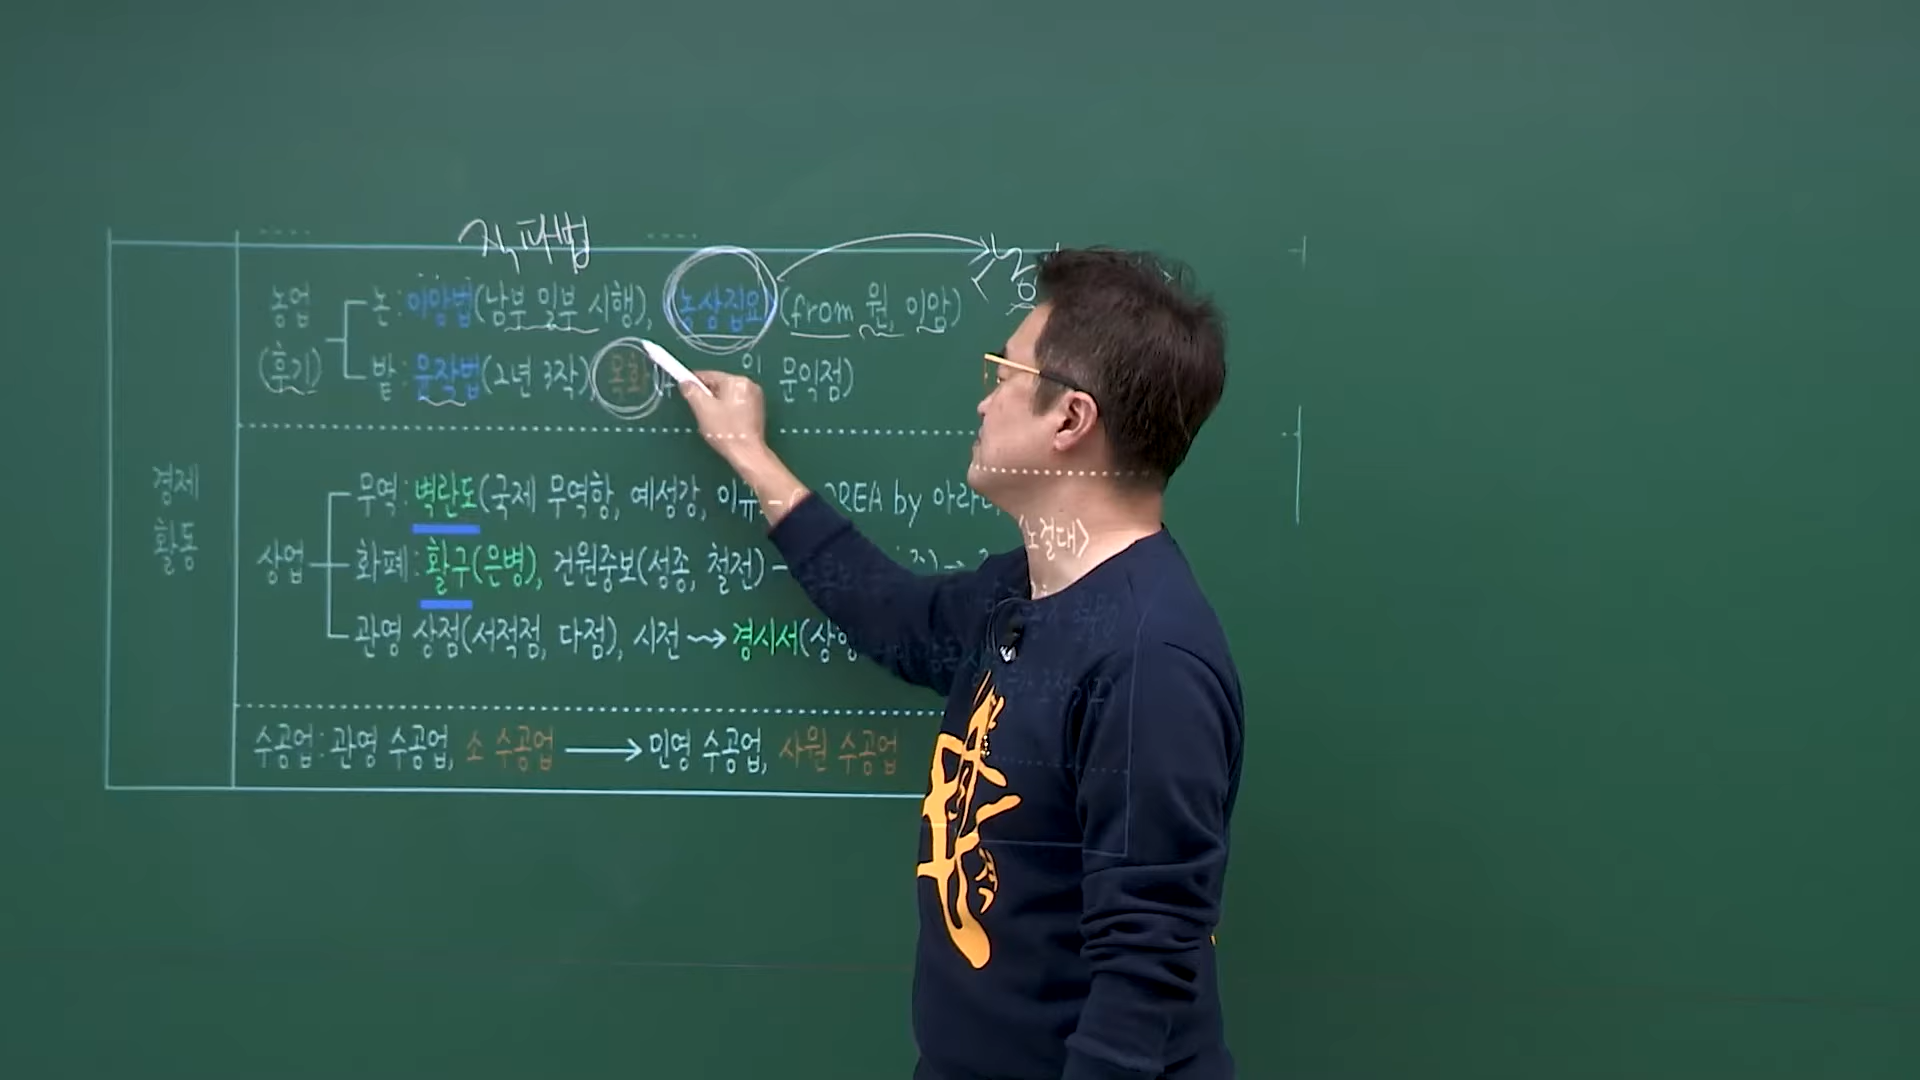 직파법
농업 논: 이앙법(남부 일부 시행), 농상집요 (from 원, 이암)
(후기) 밭: 윤작법(2년 3작) 목화 문익점)
경제 활동
무역: 벽란도(국제 무역항, 예성강, 이규 REA by 아라
노걸대>
상업 화폐: 활구(은병), 건원중보(성종, 철전) →
관영 상점(서적점, 다점), 시전 → 경시서(상행
수공업: 관영 수공업, 소 수공업 → 민영 수공업, 사원 수공업